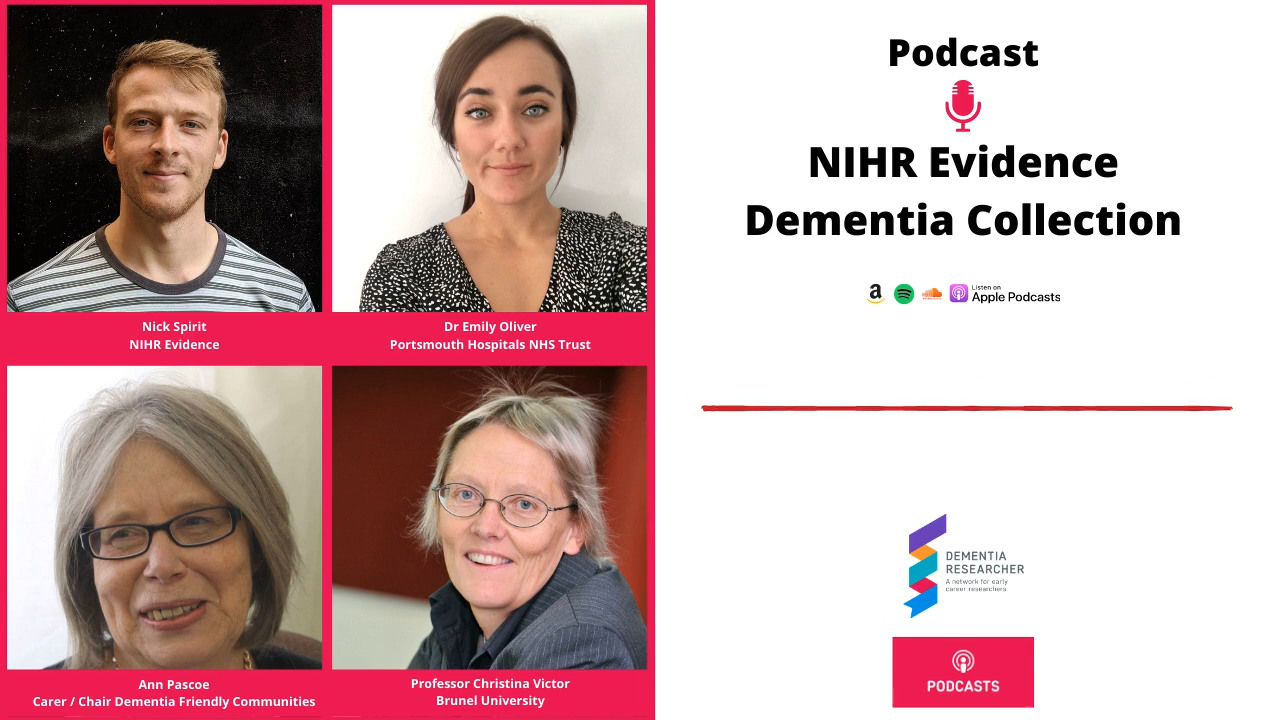 Nick Spirit
NIHR Evidence
Dr Emily Oliver
Portsmouth Hospitals NHS Trust
Ann Pascoe
Carer / Chair Dementia Friendly Communities
Professor Christina Victor
Brunel University
Podcast
NIHR Evidence
Dementia Collection
a
Listen on
Apple Podcasts
DEMENTIA
RESEARCHER
A network for early
career researchers
PODCASTS